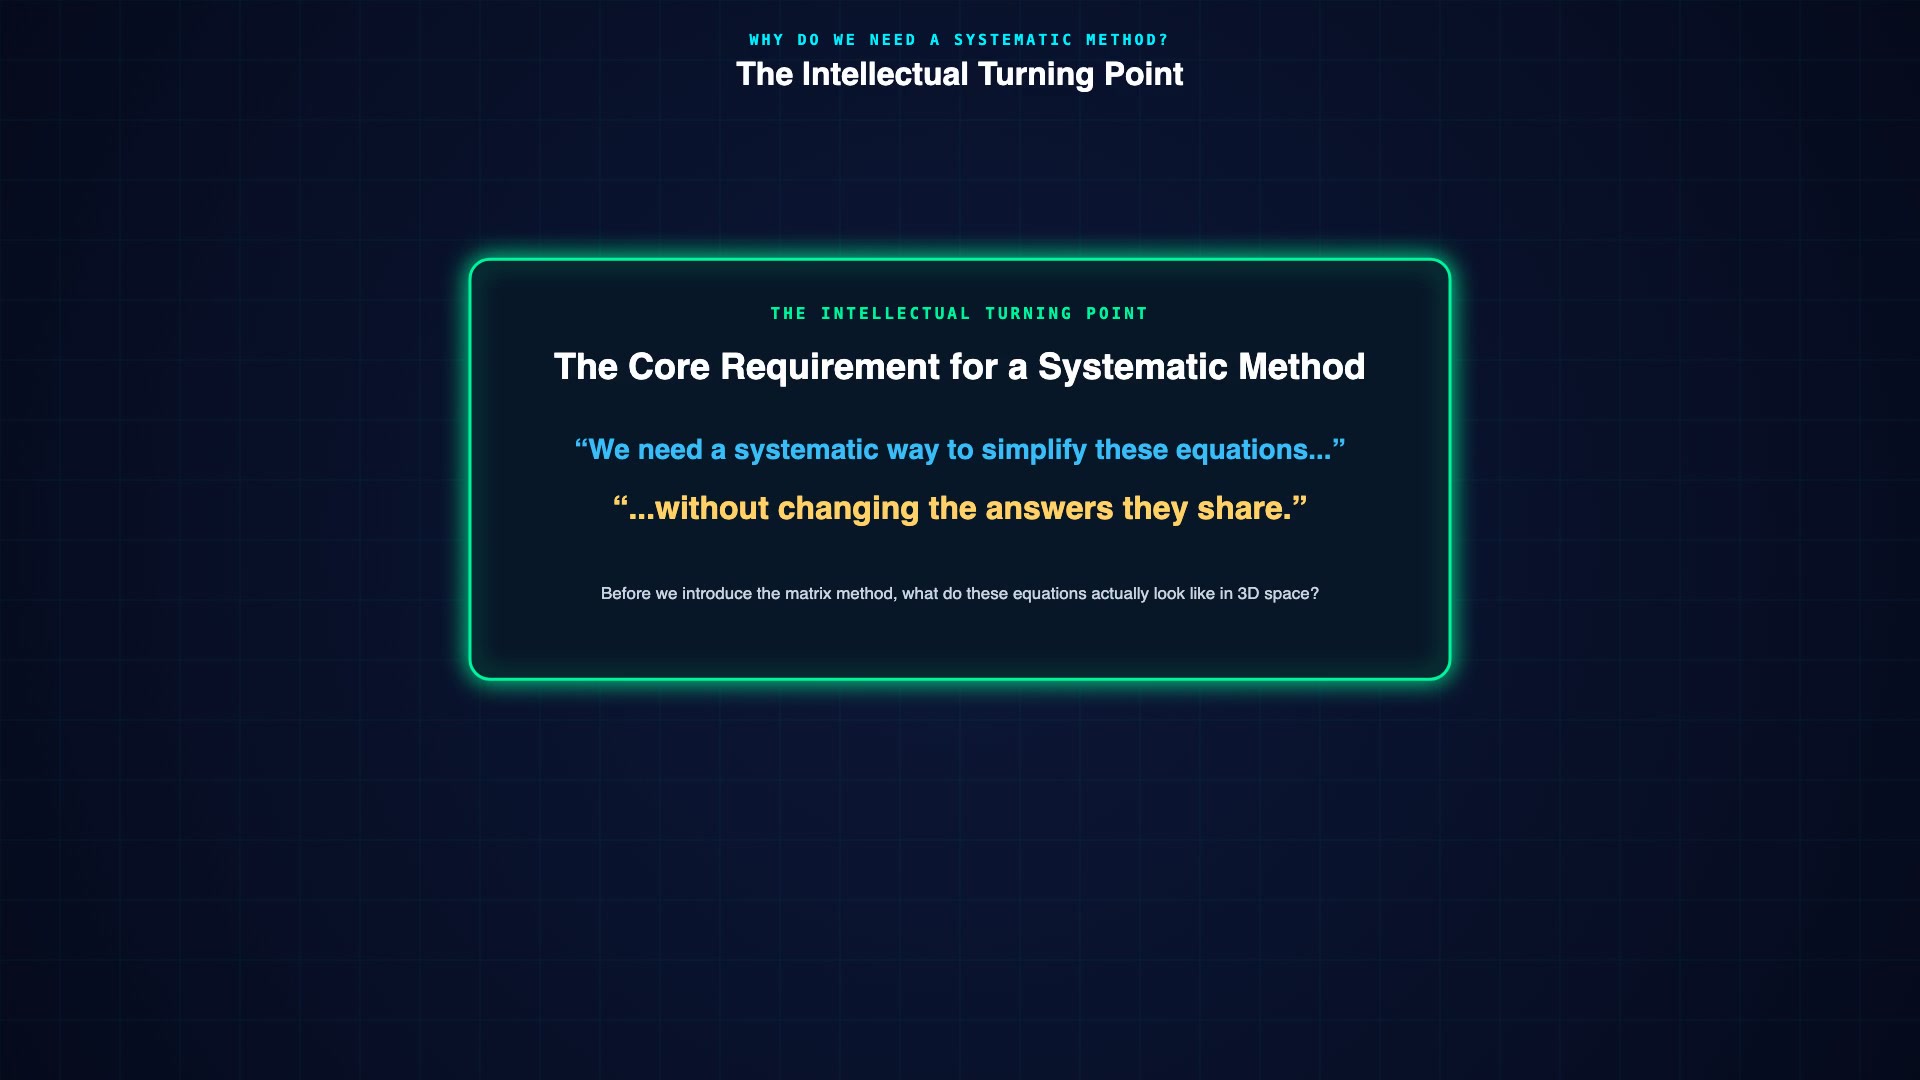 WHY DO WE NEED A SYSTEMATIC METHOD?
The Intellectual Turning Point
THE INTELLECTUAL TURNING POINT
The Core Requirement for a Systematic Method
“We need a systematic way to simplify these equations...”
“...without changing the answers they share.”
Before we introduce the matrix method, what do these equations actually look like in 3D space?